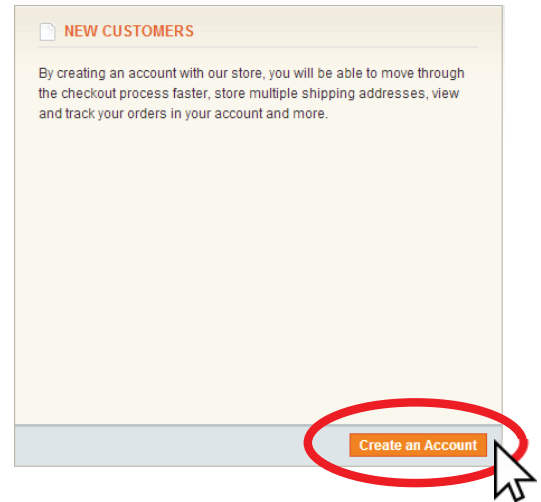 NEW CUSTOMERS
By creating an account with our store, you will be able to move through
the checkout process faster, store multiple shipping addresses, view
and track your orders in your account and more.
Create an Account